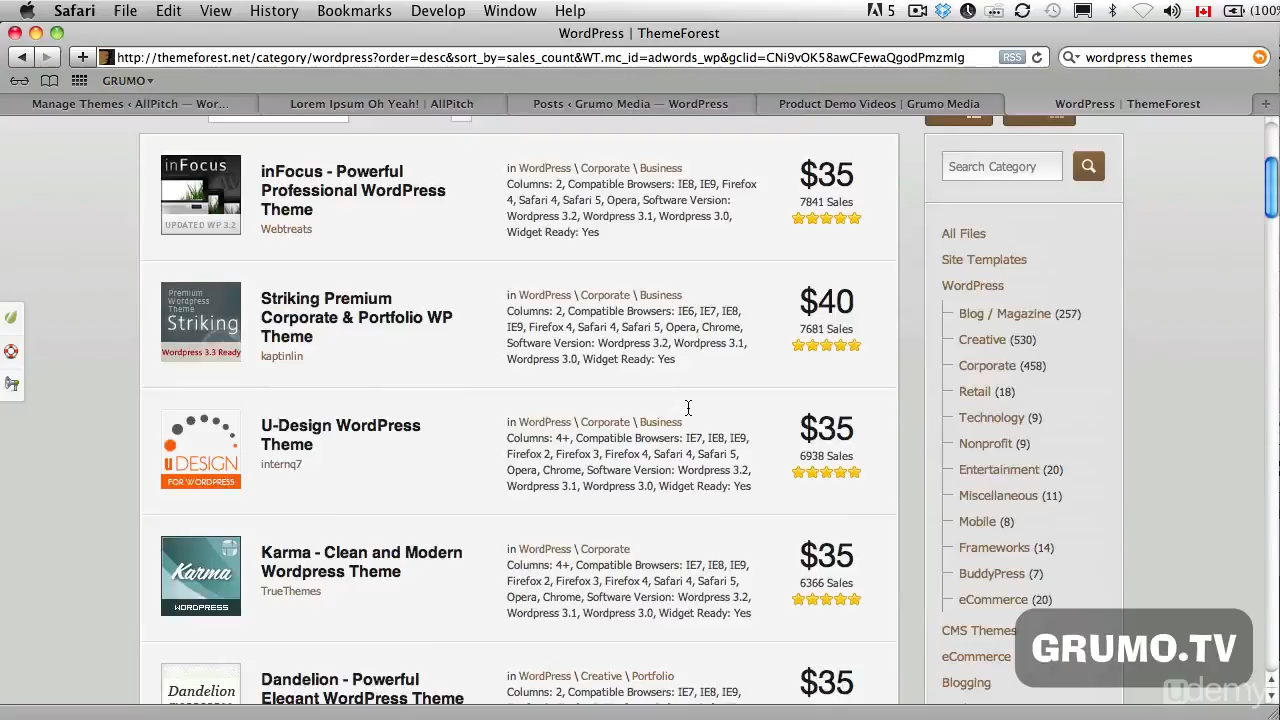 Safari File Edit View History Bookmarks Develop Window Help 5 (100%
WordPress | ThemeForest
http://themeforest.net/category/wordpress?order=desc&sort_by=sales_count&WT.mc_id=adwords_wp&gclid=CNi9vOK58awCFewaQgodPmzmIg RSS wordpress themes
GRUMO
Manage Themes ‹ AllPitch — Wor... Lorem Ipsum Oh Yeah! | AllPitch Posts ‹ Grumo Media — WordPress Product Demo Videos | Grumo Media WordPress | ThemeForest
inFocus
UPDATED WP 3.2
inFocus - Powerful
Professional WordPress
Theme
Webtreats
in WordPress \ Corporate \ Business
Columns: 2, Compatible Browsers: IE8, IE9, Firefox
4, Safari 4, Safari 5, Opera, Software Version:
Wordpress 3.2, Wordpress 3.1, Wordpress 3.0,
Widget Ready: Yes
$35
7841 Sales
Premium
Wordpress
Theme
Striking
Wordpress 3.3 Ready
Striking Premium
Corporate & Portfolio WP
Theme
kaptinlin
in WordPress \ Corporate \ Business
Columns: 2, Compatible Browsers: IE6, IE7, IE8,
IE9, Firefox 4, Safari 4, Safari 5, Opera, Chrome,
Software Version: Wordpress 3.2, Wordpress 3.1,
Wordpress 3.0, Widget Ready: Yes
$40
7681 Sales
uDESIGN
FOR WORDPRESS
U-Design WordPress
Theme
internq7
in WordPress \ Corporate \ Business
Columns: 4+, Compatible Browsers: IE7, IE8, IE9,
Firefox 2, Firefox 3, Firefox 4, Safari 4, Safari 5,
Opera, Chrome, Software Version: Wordpress 3.2,
Wordpress 3.1, Wordpress 3.0, Widget Ready: Yes
$35
6938 Sales
Karma
WORDPRESS
Karma - Clean and Modern
Wordpress Theme
TrueThemes
in WordPress \ Corporate
Columns: 4+, Compatible Browsers: IE7, IE8, IE9,
Firefox 2, Firefox 3, Firefox 4, Safari 4, Safari 5,
Opera, Chrome, Software Version: Wordpress 3.2,
Wordpress 3.1, Wordpress 3.0, Widget Ready: Yes
$35
6366 Sales
Dandelion
Dandelion - Powerful
Elegant WordPress Theme
in WordPress \ Creative \ Portfolio
Columns: 2, Compatible Browsers: IE7, IE8, IE9,
$35
Search Category
All Files
Site Templates
WordPress
Blog / Magazine (257)
Creative (530)
Corporate (458)
Retail (18)
Technology (9)
Nonprofit (9)
Entertainment (20)
Miscellaneous (11)
Mobile (8)
Frameworks (14)
BuddyPress (7)
eCommerce (20)
CMS Themes
eCommerce
Blogging
GRUMO.TV
udemy